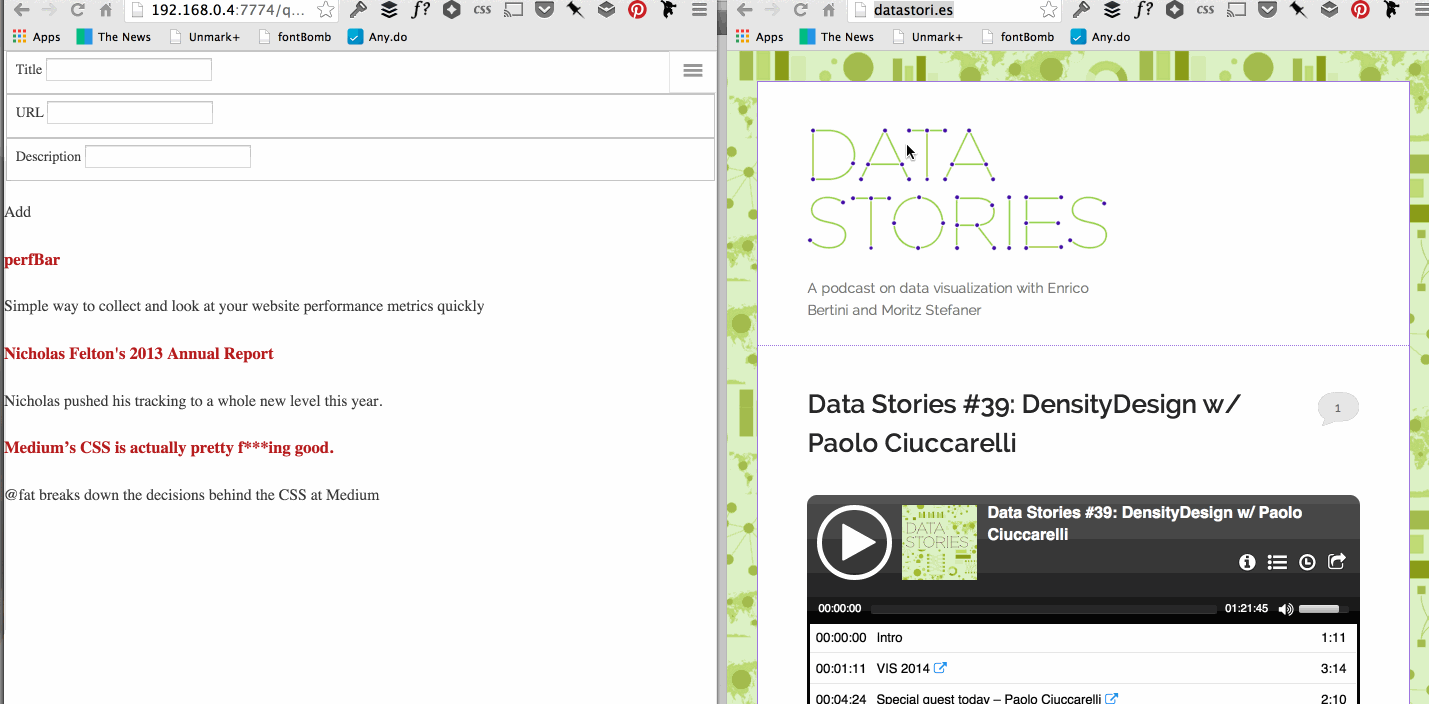 192.168.0.4:7774/q...
f?
css
Apps
The News
Unmark+
fontBomb
Any.do
Title
URL
Description
Add
perfBar
Simple way to collect and look at your website performance metrics quickly
Nicholas Felton's 2013 Annual Report
Nicholas pushed his tracking to a whole new level this year.
Medium’s CSS is actually pretty f***ing good.
@fat breaks down the decisions behind the CSS at Medium
datastori.es
f?
css
Apps
The News
Unmark+
fontBomb
Any.do
DATA
STORIES
A podcast on data visualization with Enrico
Bertini and Moritz Stefaner
Data Stories #39: DensityDesign w/
Paolo Ciuccarelli
1
DATA
STORIES
Data Stories #39: DensityDesign w/ Paolo
Ciuccarelli
00:00:00 01:21:45
00:00:00 Intro 1:11
00:01:11 VIS 2014 3:14
00:04:24 Special guest today – Paolo Ciuccarelli 2:10